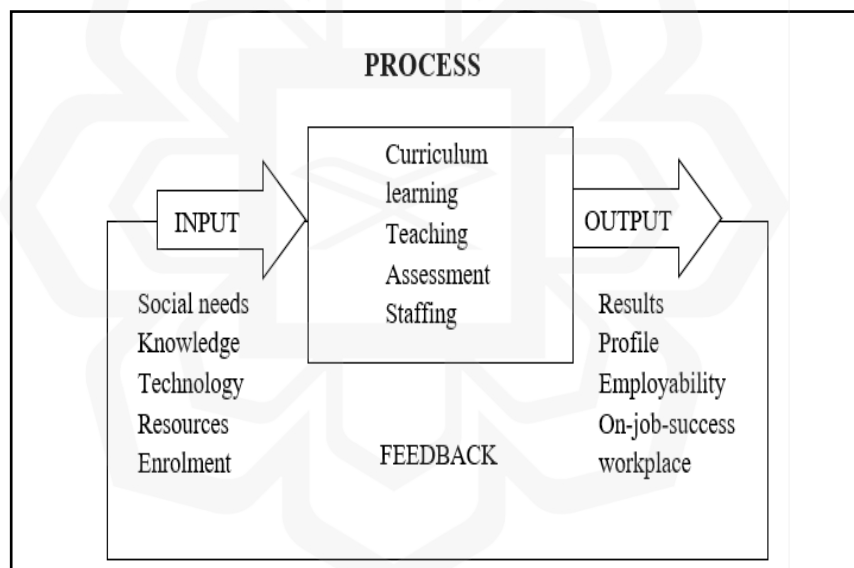 PROCESS
INPUT
Social needs
Knowledge
Technology
Resources
Enrolment
Curriculum
learning
Teaching
Assessment
Staffing
OUTPUT
Results
Profile
Employability
On-job-success
workplace
FEEDBACK